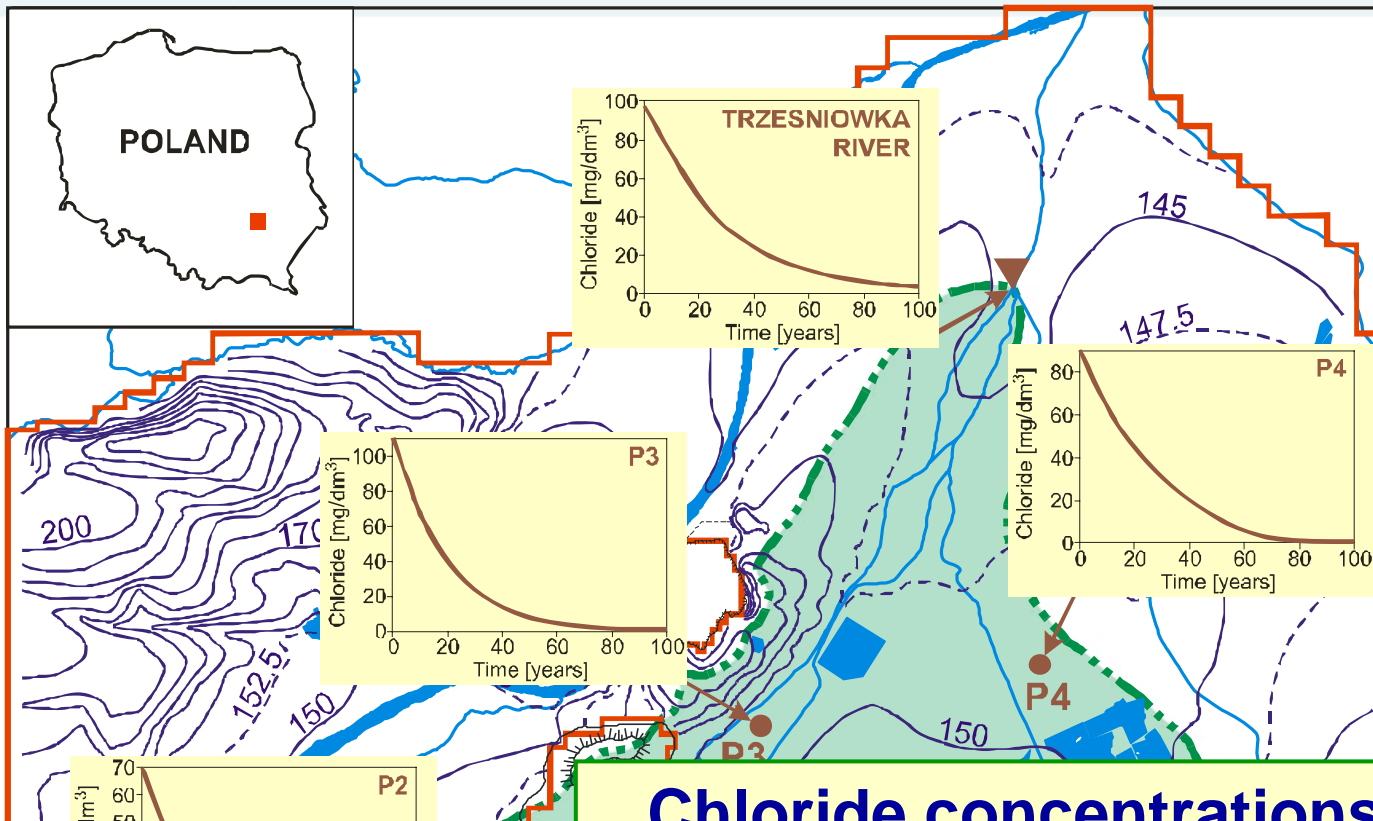 POLAND
TRZESNIOWKA
RIVER
Chloride [mg/dm³]
100
80
60
40
20
0
0 20 40 60 80 100
Time [years]
145
147.5
P4
Chloride [mg/dm³]
80
60
40
20
0
0 20 40 60 80 100
Time [years]
P3
Chloride [mg/dm³]
100
80
60
40
20
0
0 20 40 60 80 100
Time [years]
200
170
152.5
150
P4
P3
150
P2
70
60
50
Chloride concentrations